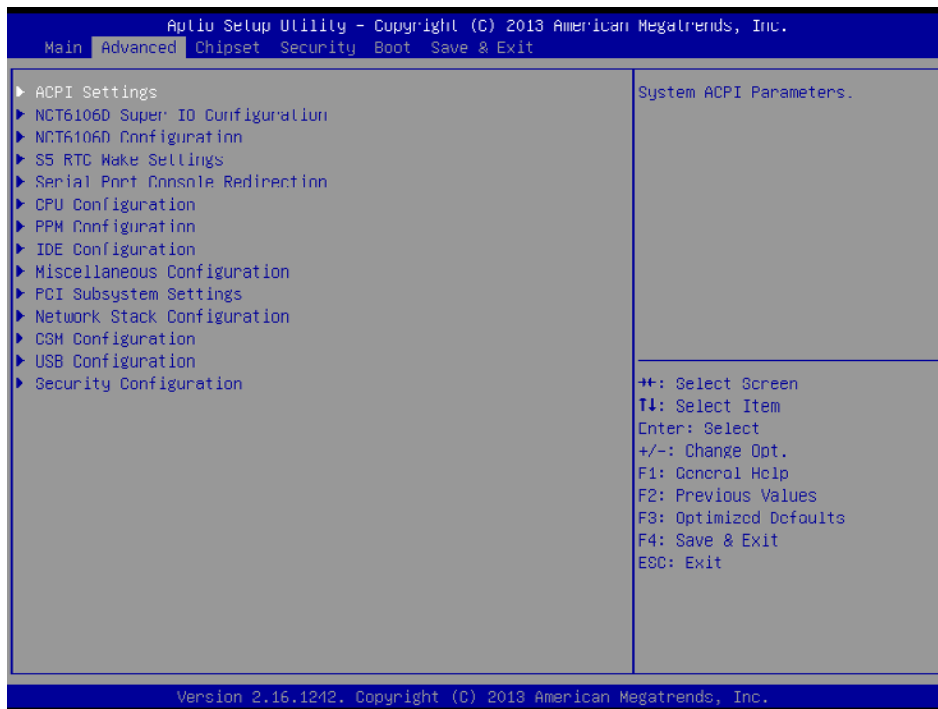 Aptio Setup Utility – Copyright (C) 2013 American Megatrends, Inc.
Main Advanced Chipset Security Boot Save & Exit
▶ ACPI Settings
▶ NCT6106D Super IO Configuration
▶ NCT6106D Configuration
▶ S5 RTC Wake Settings
▶ Serial Port Console Redirection
▶ CPU Configuration
▶ PPM Configuration
▶ IDE Configuration
▶ Miscellaneous Configuration
▶ PCI Subsystem Settings
▶ Network Stack Configuration
▶ CSM Configuration
▶ USB Configuration
▶ Security Configuration
System ACPI Parameters.
→←: Select Screen
↑↓: Select Item
Enter: Select
+/-: Change Opt.
F1: General Help
F2: Previous Values
F3: Optimized Defaults
F4: Save & Exit
ESC: Exit
Version 2.16.1242. Copyright (C) 2013 American Megatrends, Inc.